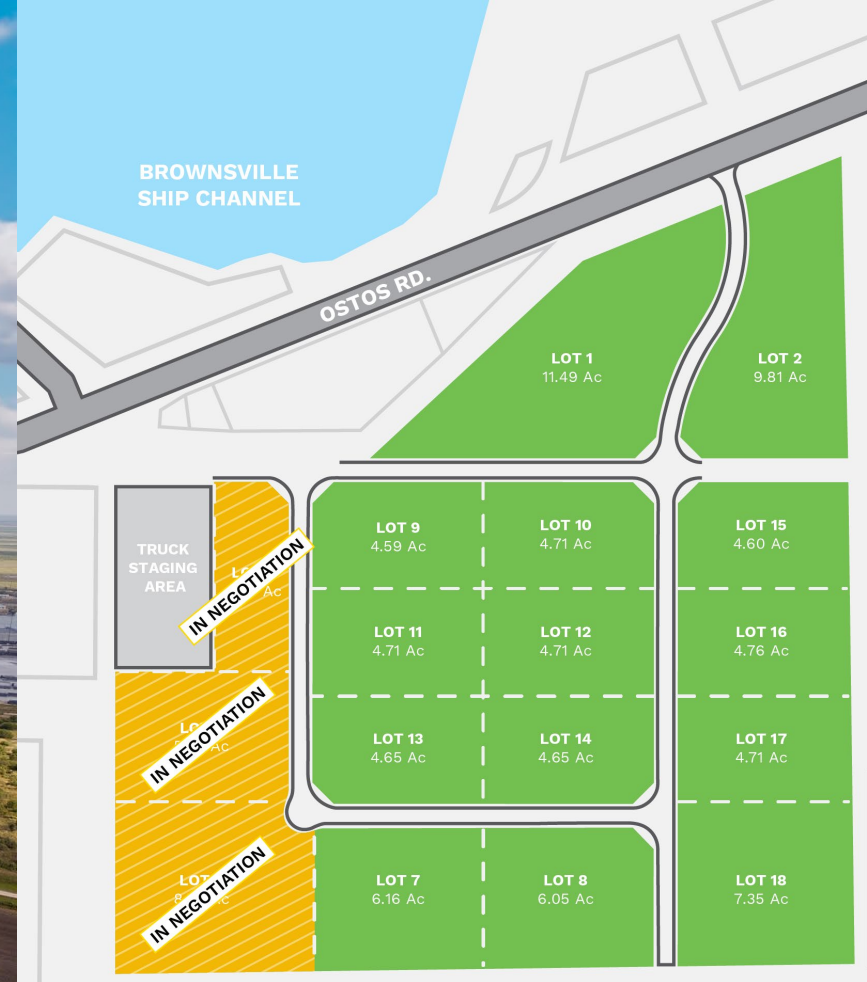 BROWNSVILLE
SHIP CHANNEL
OSTOS RD.
LOT 1
11.49 Ac
LOT 2
9.81 Ac
TRUCK
STAGING
AREA
Ac
IN NEGOTIATION
LOT 9
4.59 Ac
LOT 10
4.71 Ac
LOT 15
4.60 Ac
LOT 11
4.71 Ac
LOT 12
4.71 Ac
LOT 16
4.76 Ac
IN NEGOTIATION
LOT 13
4.65 Ac
LOT 14
4.65 Ac
LOT 17
4.71 Ac
LOT
IN NEGOTIATION
LOT 7
6.16 Ac
LOT 8
6.05 Ac
LOT 18
7.35 Ac